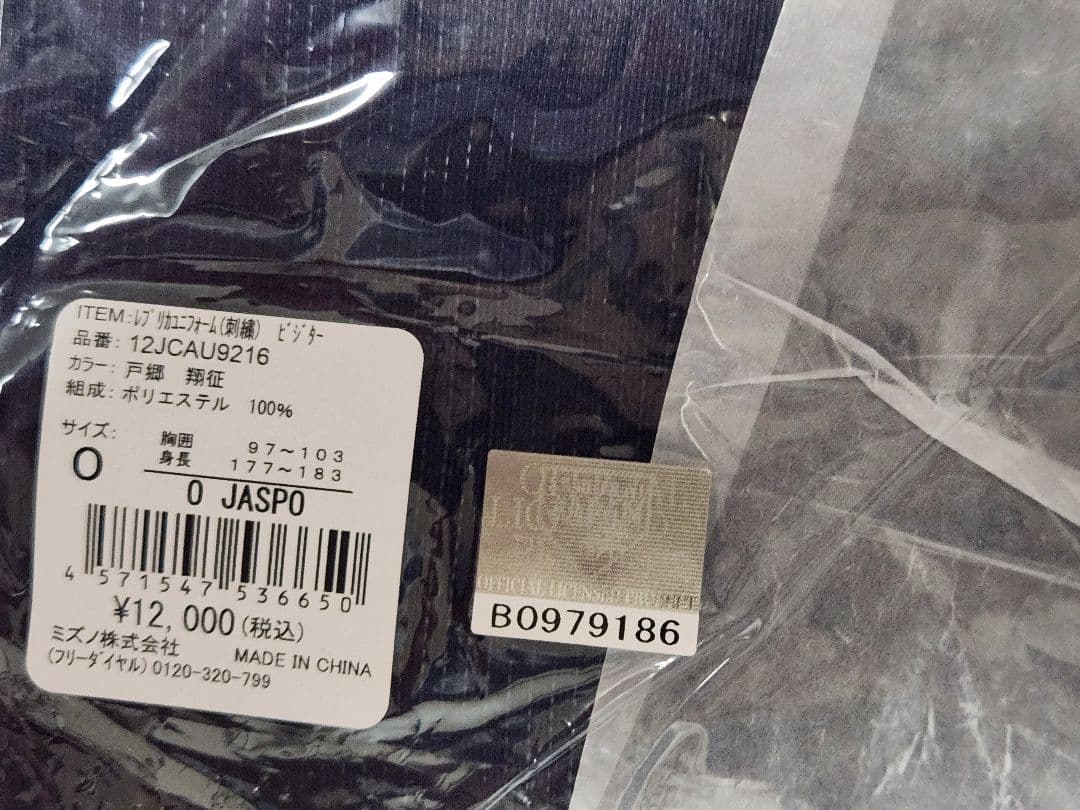 ITEM:ﾚﾌﾟﾘｶﾕﾆﾌｫｰﾑ(刺繍) ﾋﾞｼﾞﾀｰ
品番: 12JCAU9216
カラー: 戸郷 翔征
組成: ポリエステル 100%
サイズ: 胸囲 97～103
O 身長 177～183
O JASPO
4 571547 536650
¥12,000(税込)
ミズノ株式会社 MADE IN CHINA
(フリーダイヤル)0120-320-799
OFFICIAL LICENSED PRODUCT
B0979186